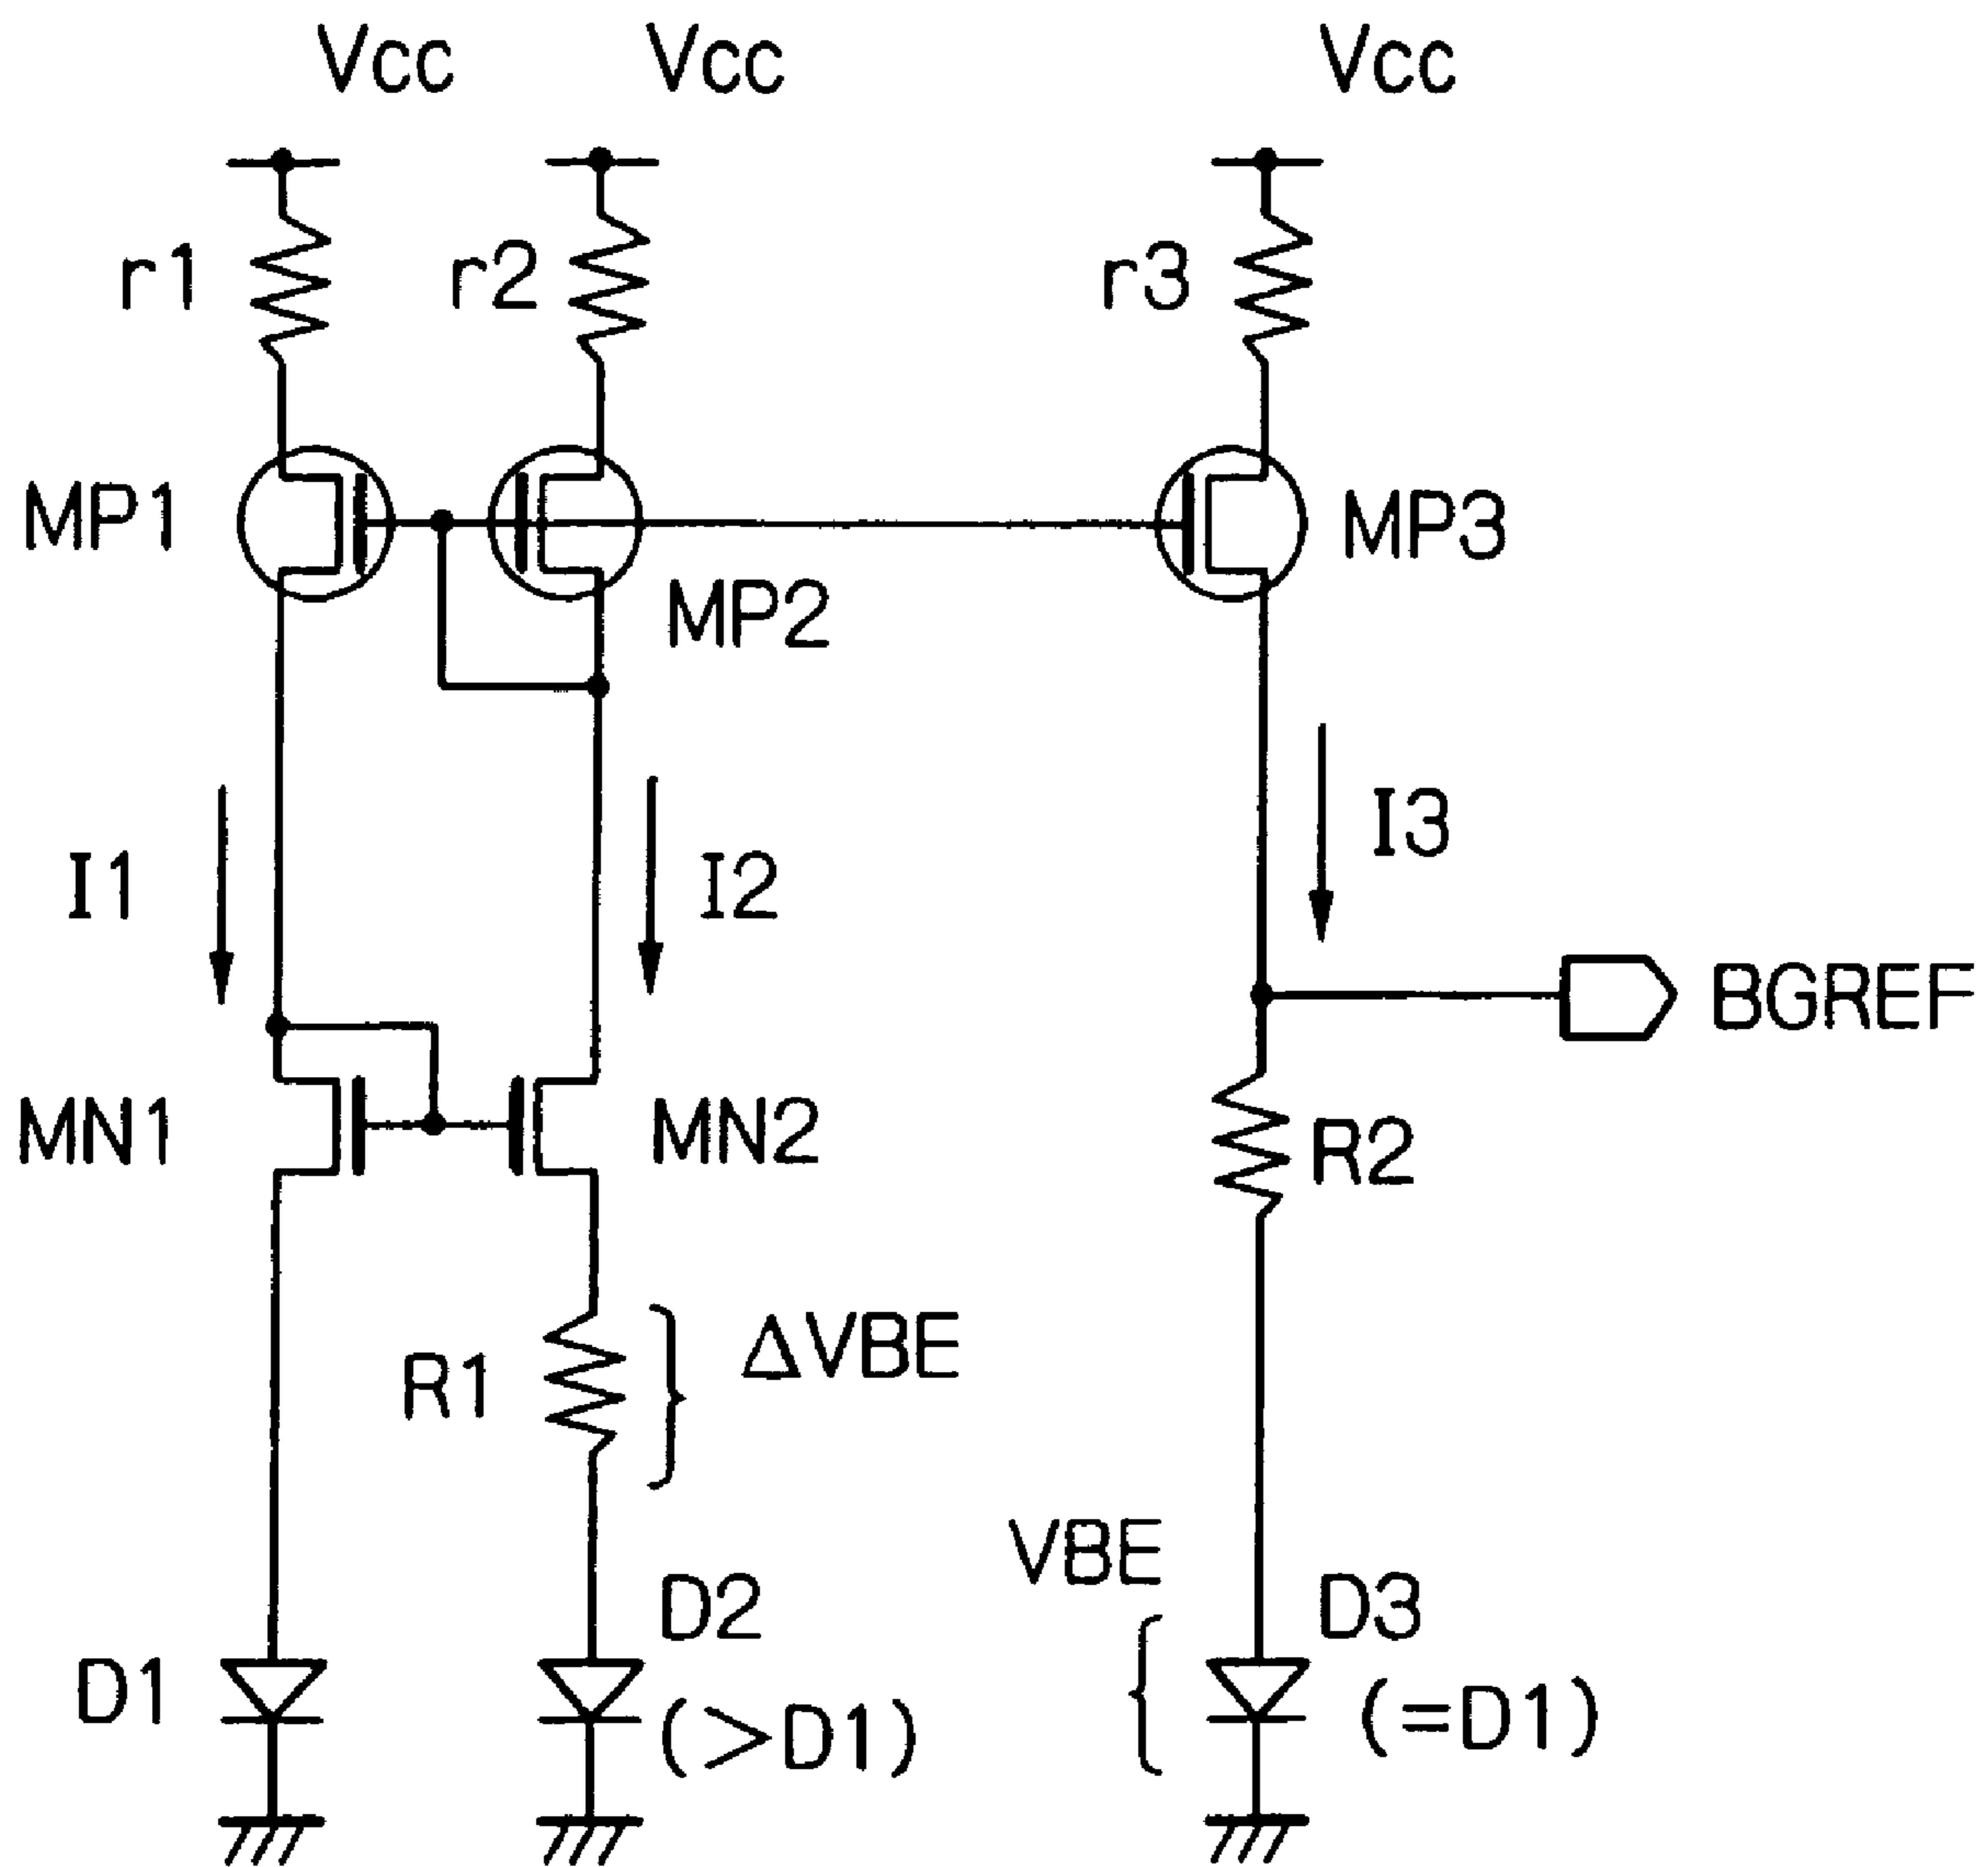 Vcc Vcc Vcc
r1 r2 r3
MP1 MP3
MP2
I1 I2 I3
BGREF
MN1 MN2 R2
R1 ΔVBE
VBE
D2 D3
D1 (>D1) (=D1)